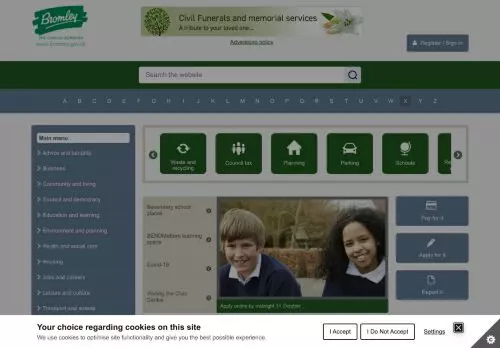 Bromley
THE LONDON BOROUGH
www.bromley.gov.uk
Civil Funerals and memorial services
A tribute to your loved one...
Advertising policy
Register / Sign in
Search the website
A B C D E F G H I J K L M N O P Q R S T U V W X Y Z
Main menu
Advice and benefits
Business
Community and living
Council and democracy
Education and learning
Environment and planning
Health and social care
Housing
Jobs and careers
Leisure and culture
Transport and streets
Waste and recycling
Council tax
Planning
Parking
Schools
Re
Secondary school places
Covid-19
Visiting the Civic Centre
Apply online by midnight 31 October
Pay for it
Apply for it
Report it
Your choice regarding cookies on this site
We use cookies to optimise site functionality and give you the best possible experience.
I Accept
I Do Not Accept
Settings